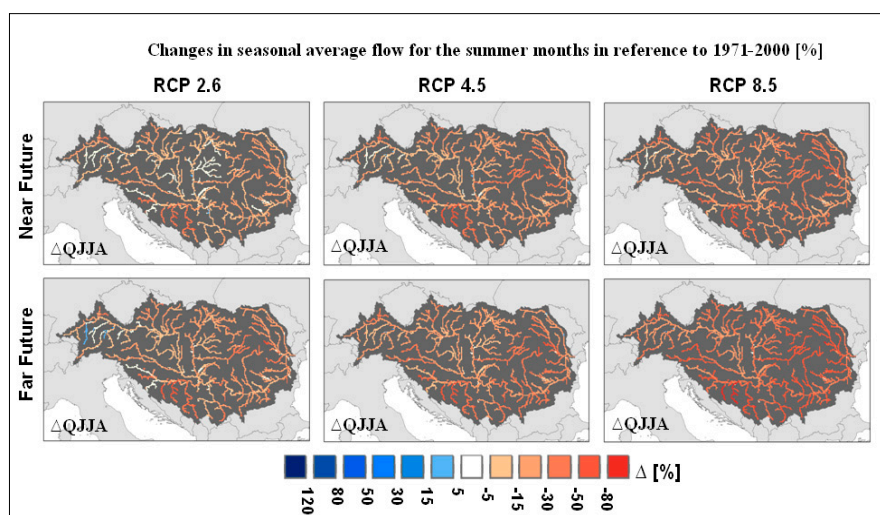 Changes in seasonal average flow for the summer months in reference to 1971-2000 [%]
RCP 2.6 RCP 4.5 RCP 8.5
Near Future
△QJJA △QJJA △QJJA
Far Future
△QJJA △QJJA △QJJA
Δ [%]
120 80 50 30 15 5 -5 -15 -30 -50 -80